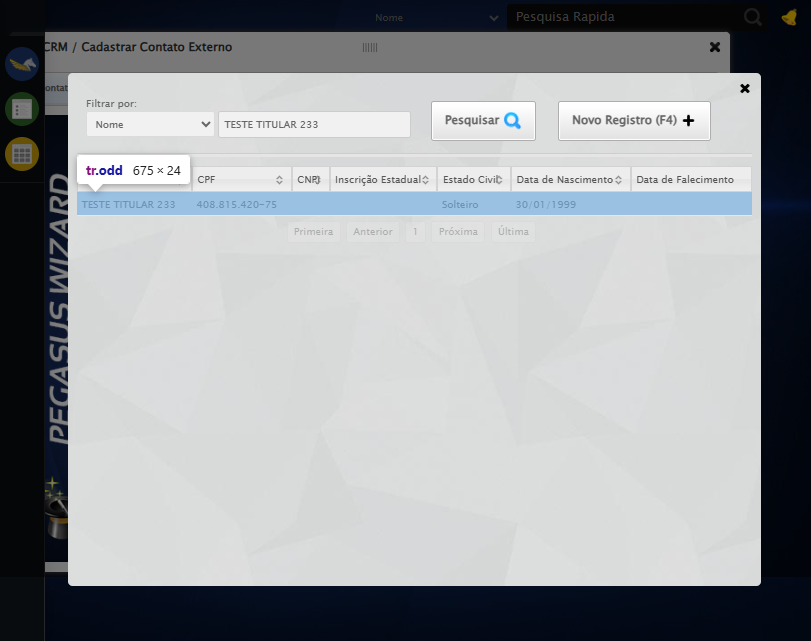 Nome
Pesquisa Rapida
CRM / Cadastrar Contato Externo
ontat
Filtrar por:
Nome
TESTE TITULAR 233
Pesquisar
Novo Registro (F4)
tr.odd 675 × 24
CPF
CNPJ
Inscrição Estadual
Estado Civil
Data de Nascimento
Data de Falecimento
TESTE TITULAR 233 408.815.420-75 Solteiro 30/01/1999
Primeira Anterior 1 Próxima Última
PEGASUS WIZARD